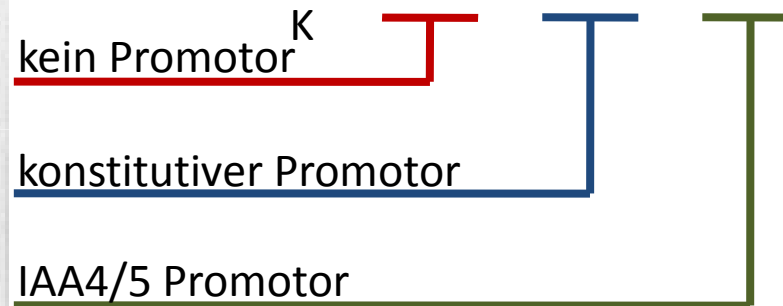 K
kein Promotor
konstitutiver Promotor
IAA4/5 Promotor